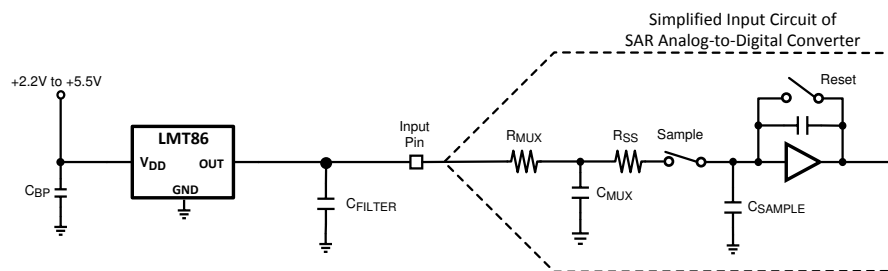 Simplified Input Circuit of
SAR Analog-to-Digital Converter
+2.2V to +5.5V
Reset
LMT86
Input
Pin
RMUX
RSS
Sample
VDD
OUT
GND
CBP
CFILTER
CMUX
CSAMPLE